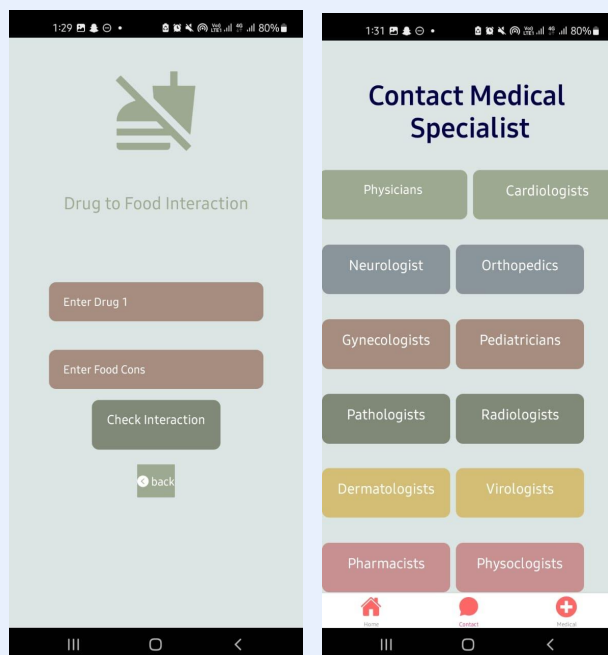 1:29
80%
Drug to Food Interaction
Enter Drug 1
Enter Food Cons
Check Interaction
back
1:31
80%
Contact Medical
Specialist
Physicians
Cardiologists
Neurologist
Orthopedics
Gynecologists
Pediatricians
Pathologists
Radiologists
Dermatologists
Virologists
Pharmacists
Physoclogists
Home
Contact
Medical